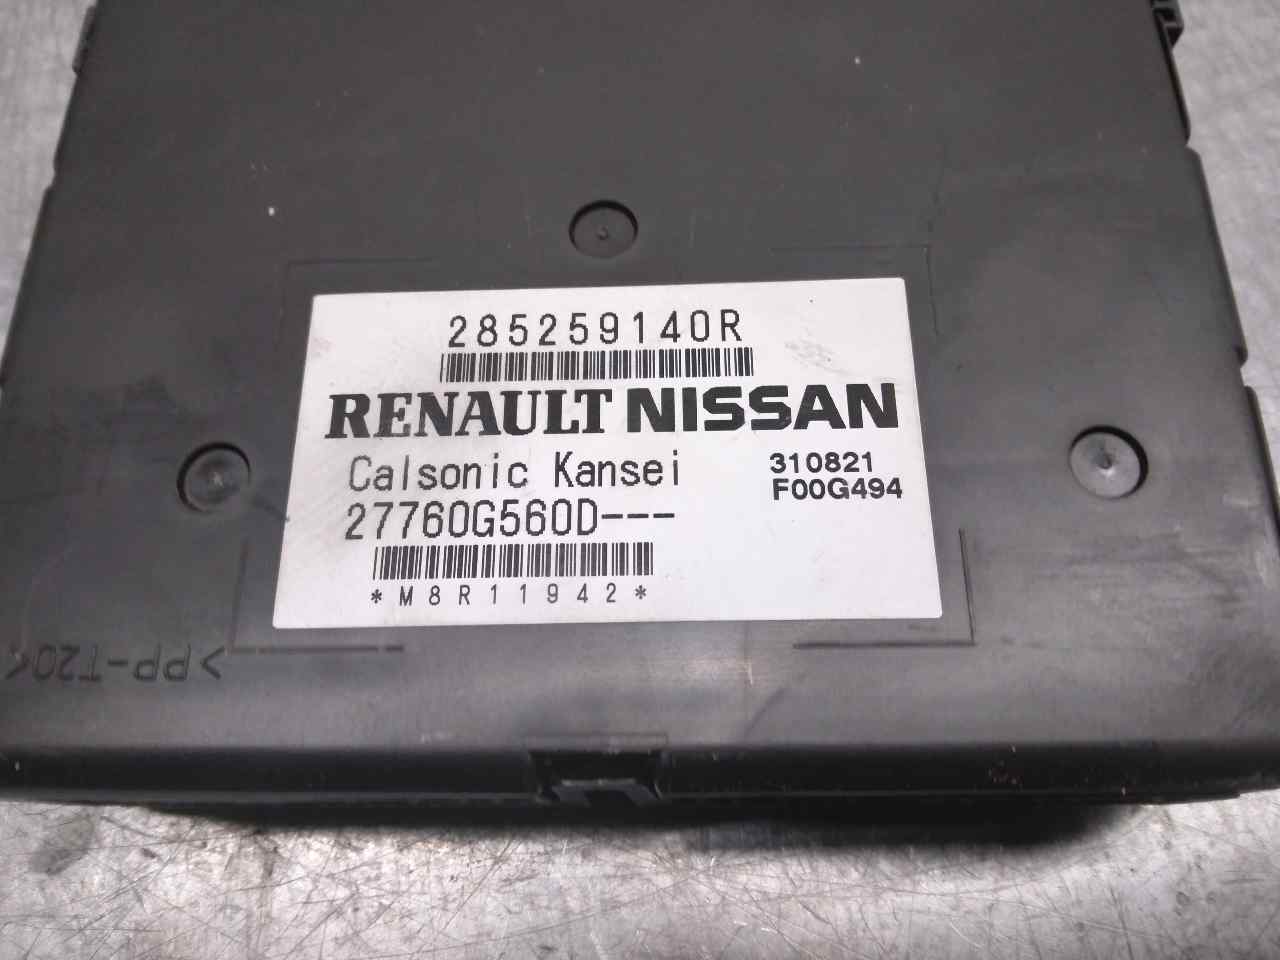 285259140R
RENAULT NISSAN
Calsonic Kansei 310821
27760G560D--- F00G494
*M8R11942*
>PP-T20<